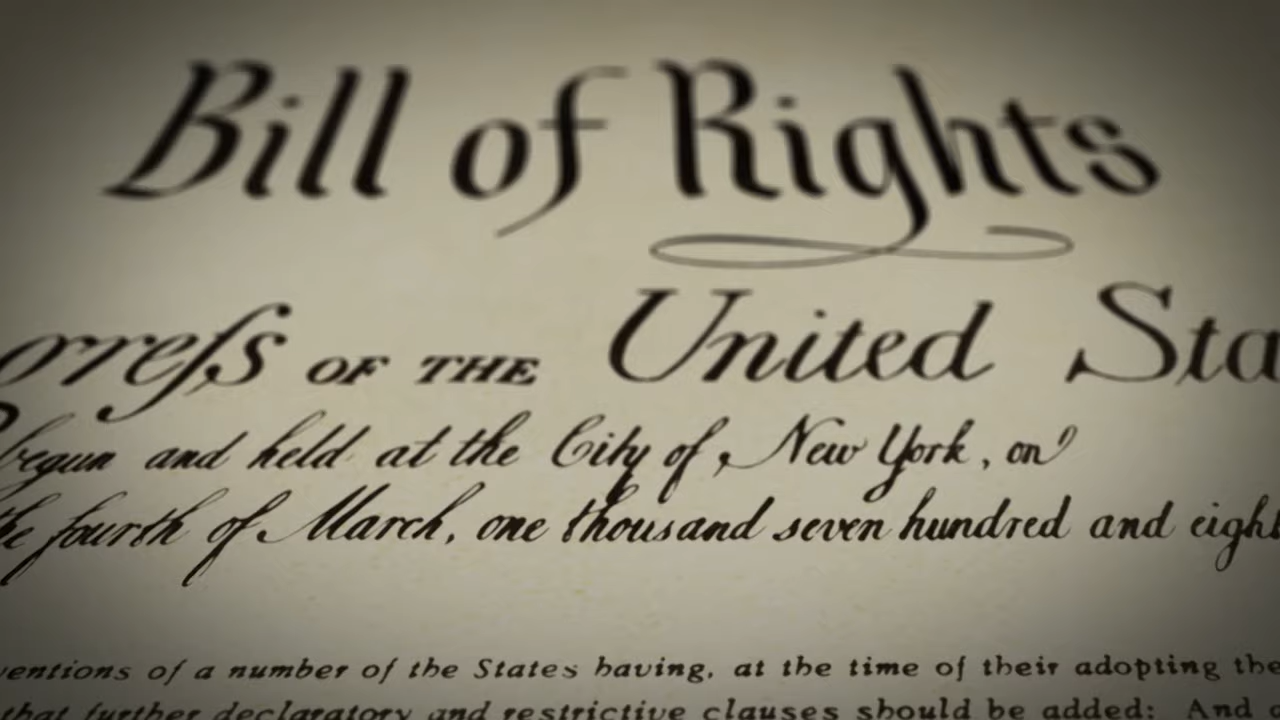 Bill of Rights
orreſs OF THE United Sta
begun and held at the City of, New York, on
the fourth of March, one thousand seven hundred and eigh
ventions of a number of the States having, at the time of their adopting the
that further declaratory and restrictive clauses should be added: And